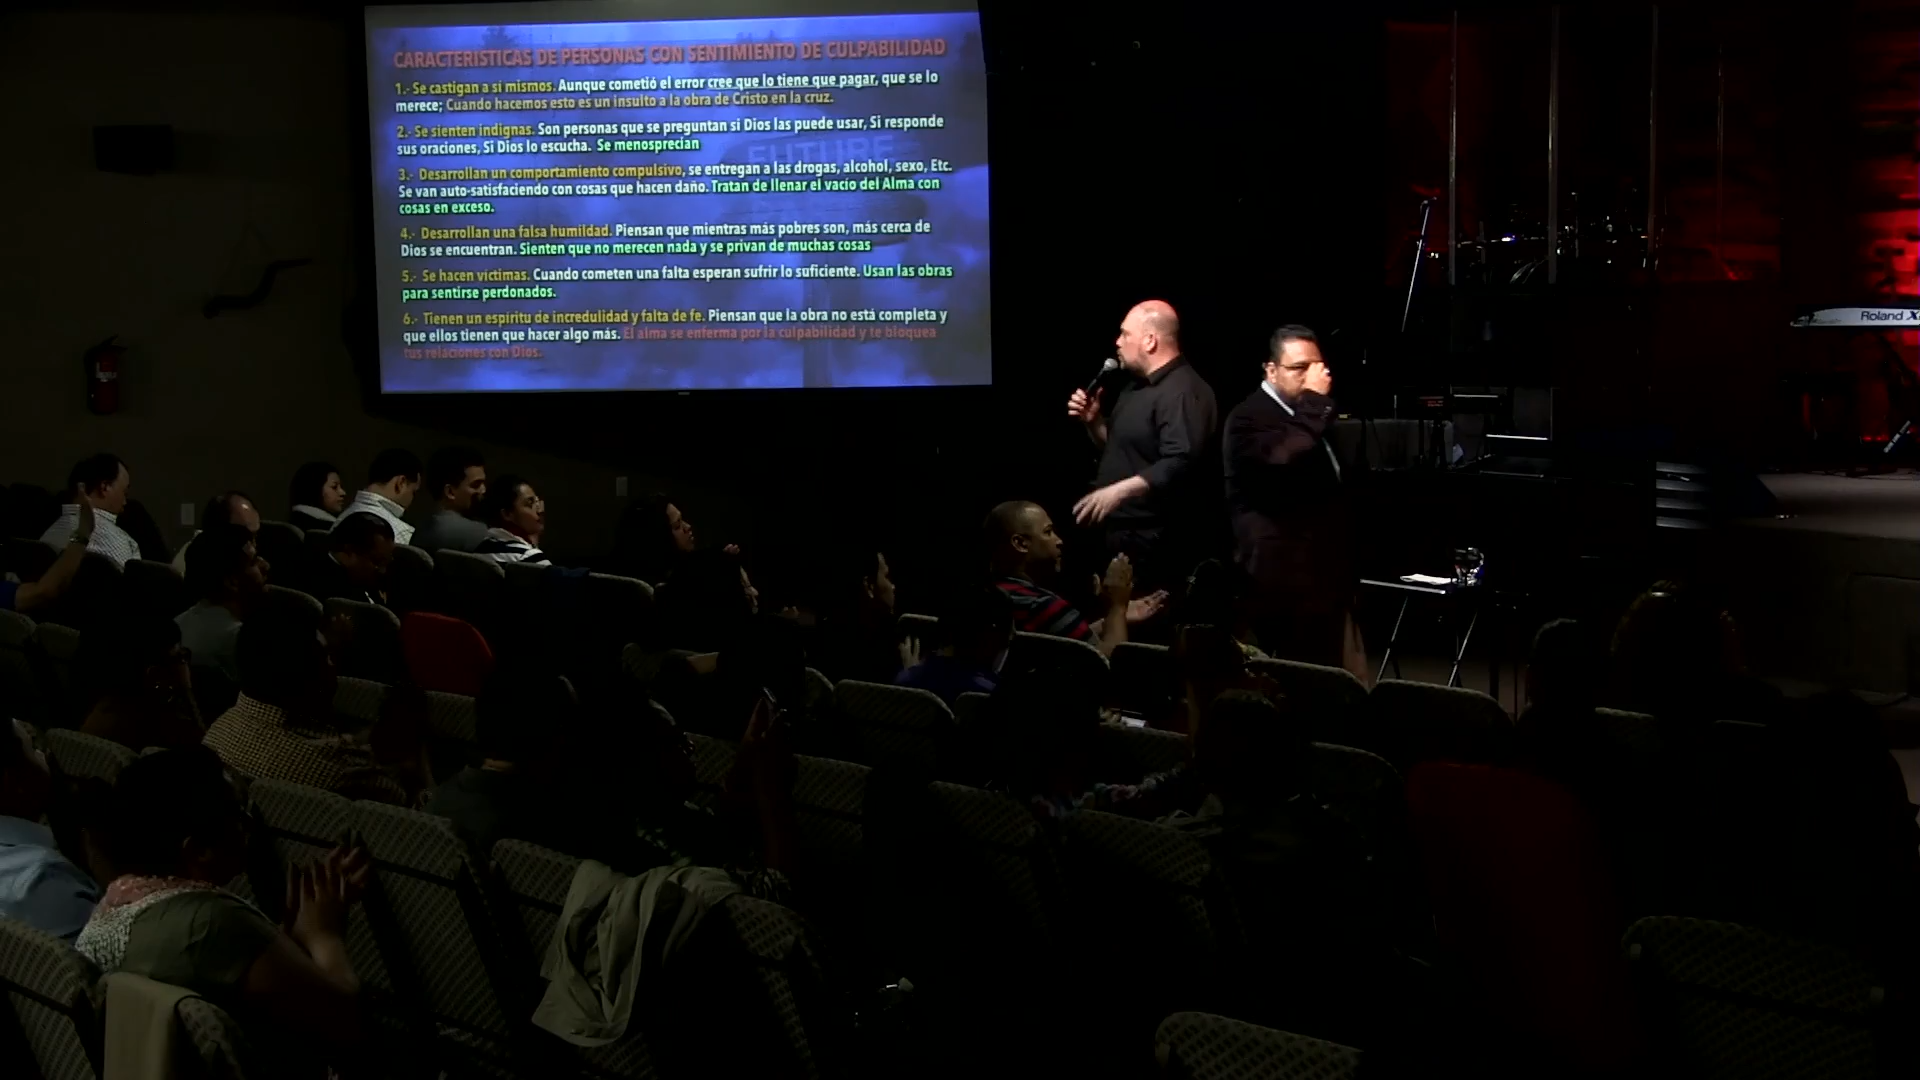 CARACTERISTICAS DE PERSONAS CON SENTIMIENTO DE CULPABILIDAD
1.- Se castigan a si mismos. Aunque cometió el error cree que lo tiene que pagar, que se lo
merece; Cuando hacemos esto es un insulto a la obra de Cristo en la cruz.
2.- Se sienten indignas. Son personas que se preguntan si Dios las puede usar, Si responde
sus oraciones, Si Dios lo escucha. Se menosprecian
3.- Desarrollan un comportamiento compulsivo, se entregan a las drogas, alcohol, sexo, Etc.
Se van auto-satisfaciendo con cosas que hacen daño. Tratan de llenar el vacio del Alma con
cosas en exceso.
4.- Desarrollan una falsa humildad. Piensan que mientras más pobres son, más cerca de
Dios se encuentran. Sienten que no merecen nada y se privan de muchas cosas
5.- Se hacen victimas. Cuando cometen una falta esperan sufrir lo suficiente. Usan las obras
para sentirse perdonados.
6.- Tienen un espiritu de incredulidad y falta de fe. Piensan que la obra no está completa y
que ellos tienen que hacer algo más. El alma se enferma por la culpabilidad y te bloquea
tus relaciones con Dios.
FUTURE
Roland